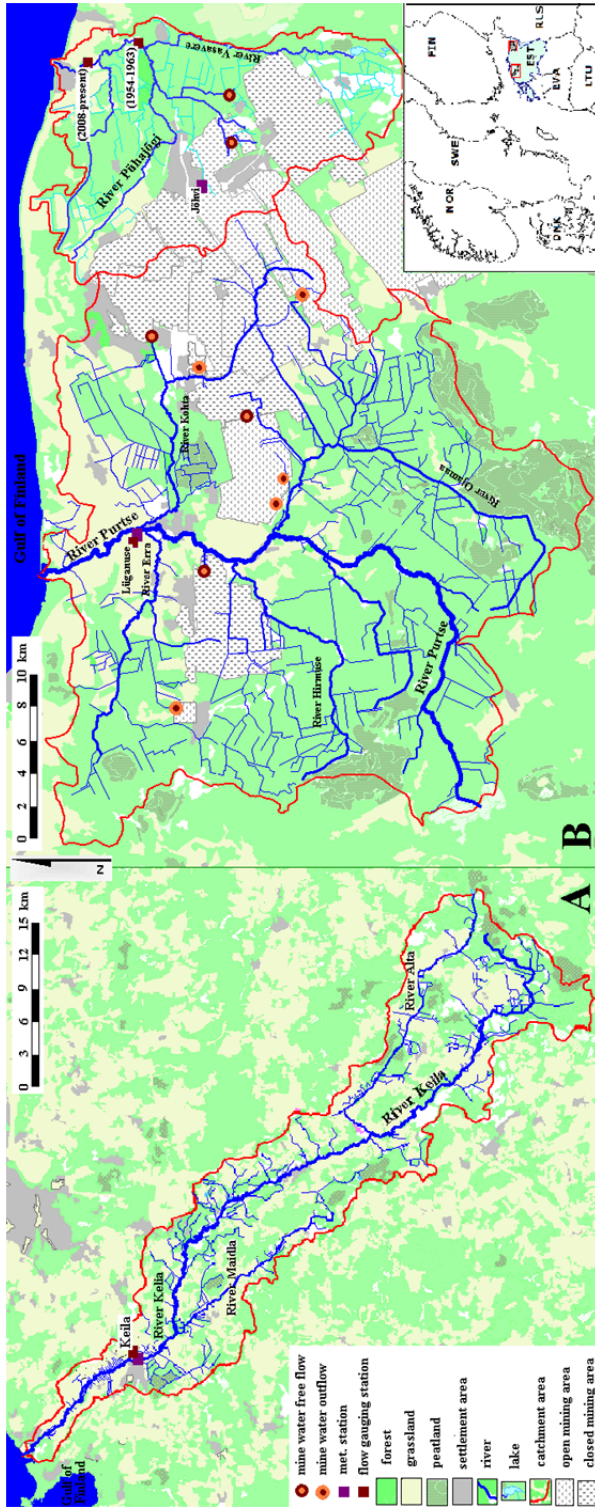 Gulf of
Finland
Keila
River Kelia
River Maidla
River Keila
River Alta
0 3 6 9 12 15 km
A
N
mine water free flow
mine water outflow
met. station
flow gauging station
forest
grassland
peatland
settlement area
river
lake
catchment area
open mining area
closed mining area
0 2 4 6 8 10 km
Gulf of Finland
River Purtse
Lüganuse
River Erra
River Kohta
River Hirmuse
River Purtse
River Ojamaa
River Pühajõgi
(2008-present)
(1954-1963)
River Vasavere
Jõhvi
B
NOR
SWE
FIN
EST
RUS
LVA
LTU
DNK